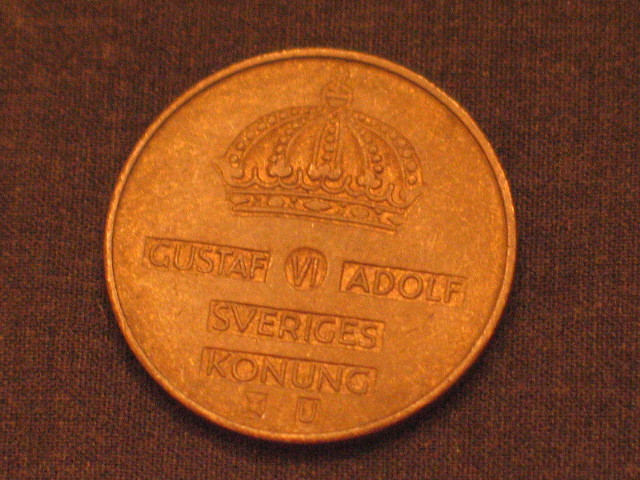 GUSTAF VI ADOLF
SVERIGES
KONUNG
U